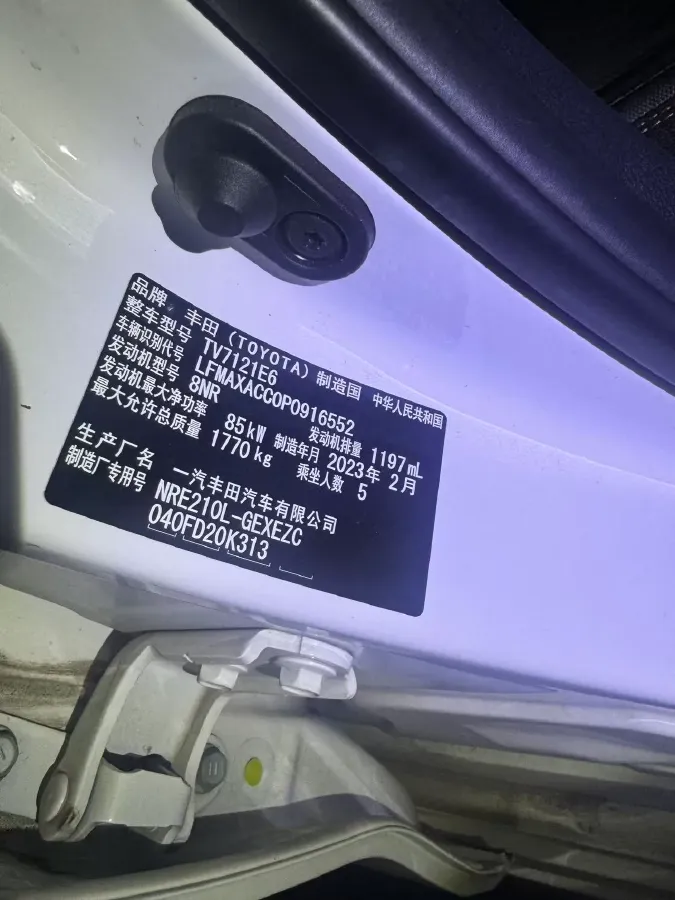 品牌 丰田 (TOYOTA) 制造国 中华人民共和国
整车型号 TV7121E6
车辆识别代号 LFMAXACC0P0916552
发动机型号 8NR 发动机排量 1197mL
发动机最大净功率 85kW 制造年月 2023年2月
最大允许总质量 1770kg 乘坐人数 5
生产厂名 一汽丰田汽车有限公司
制造厂专用号 NRE210L-GEXEZC
040FD20K313